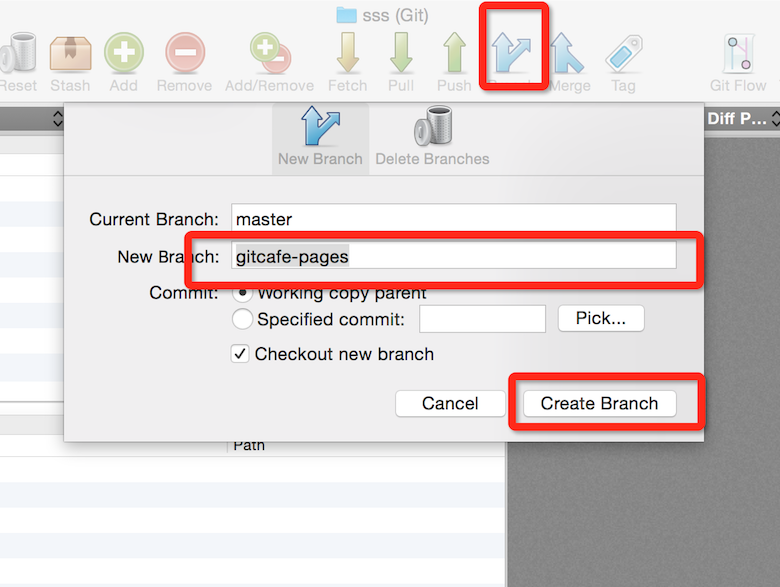 sss (Git)
Reset Stash Add Remove Add/Remove Fetch Pull Push Merge Tag Git Flow
Diff P...
New Branch Delete Branches
Current Branch: master
New Branch: gitcafe-pages
Commit: Working copy parent
Specified commit: Pick...
Checkout new branch
Cancel Create Branch
Path